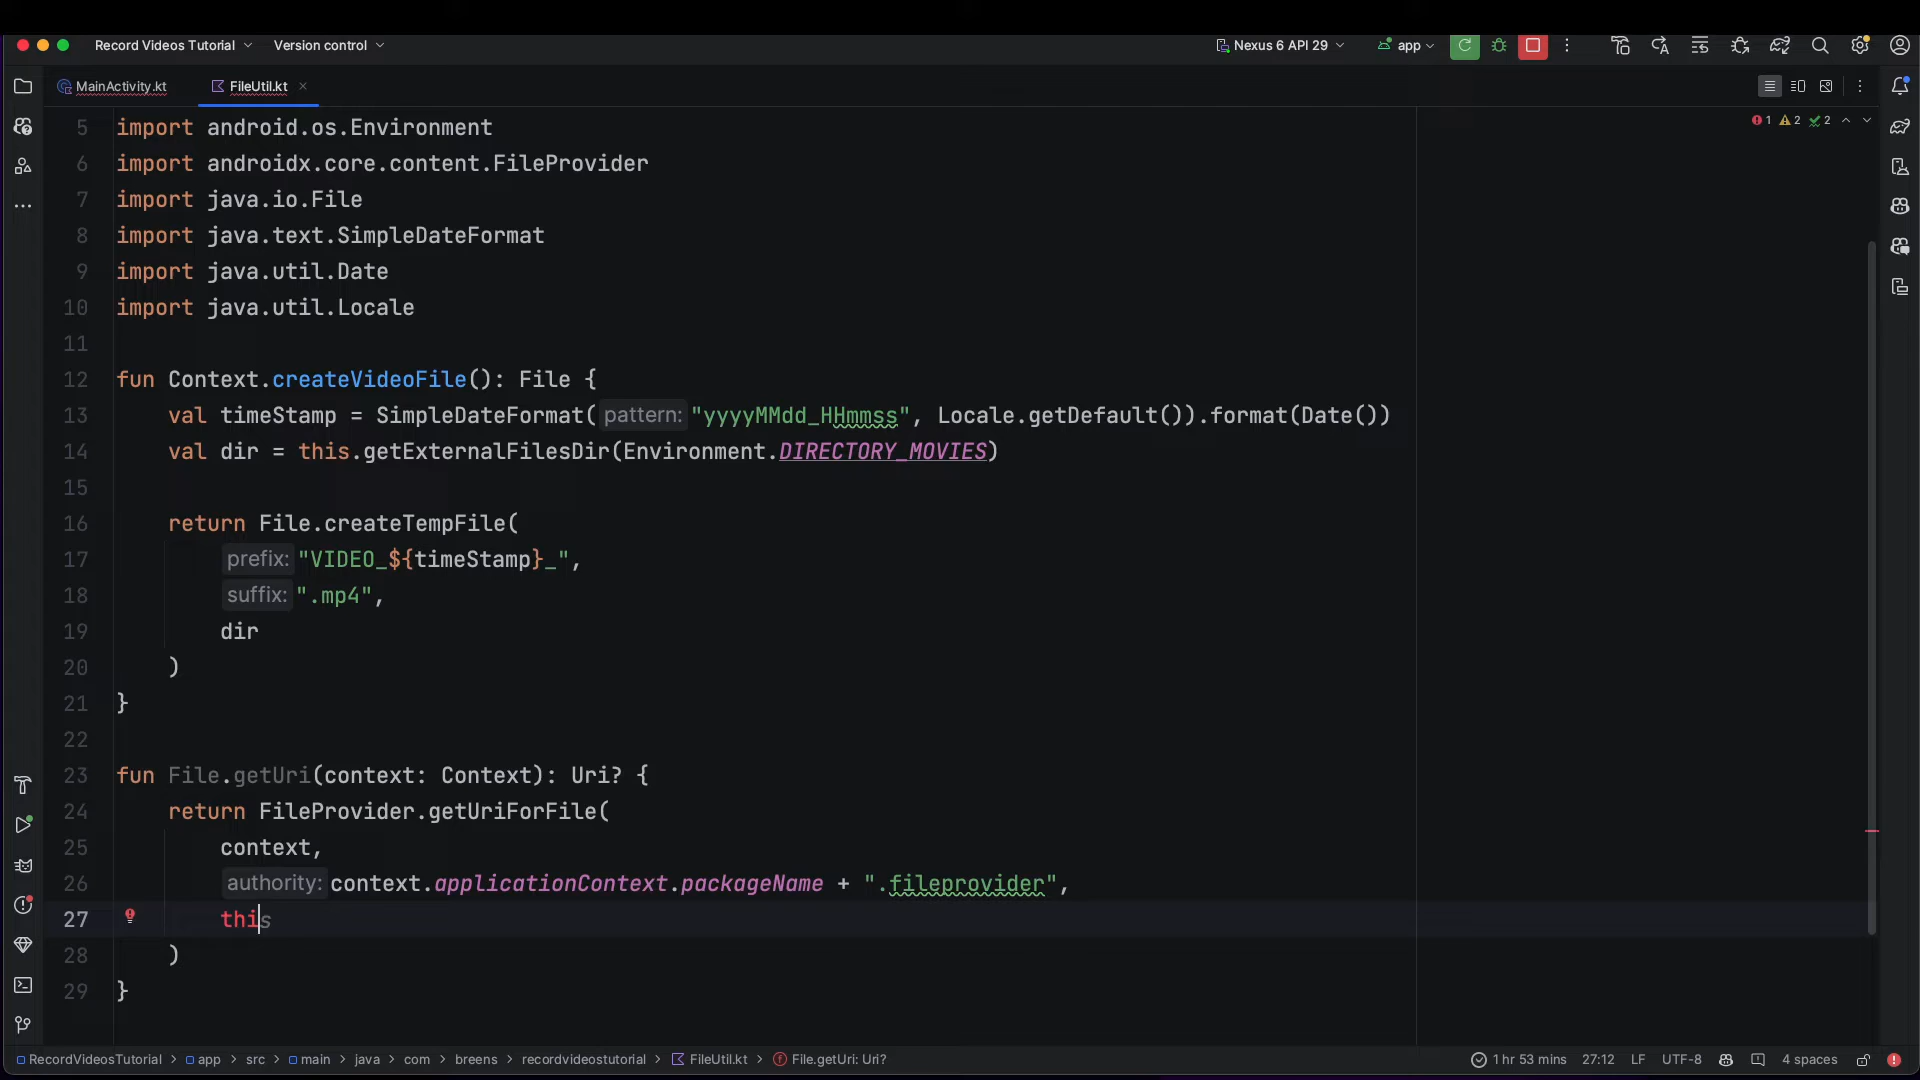 Record Videos Tutorial Version control Nexus 6 API 29 app
MainActivity.kt FileUtil.kt
1 2 2
5 import android.os.Environment
6 import androidx.core.content.FileProvider
7 import java.io.File
8 import java.text.SimpleDateFormat
9 import java.util.Date
10 import java.util.Locale
11
12 fun Context.createVideoFile(): File {
13 val timeStamp = SimpleDateFormat( pattern: "yyyyMMdd_HHmmss", Locale.getDefault()).format(Date())
14 val dir = this.getExternalFilesDir(Environment.DIRECTORY_MOVIES)
15
16 return File.createTempFile(
17 prefix: "VIDEO_${timeStamp}_",
18 suffix: ".mp4",
19 dir
20 )
21 }
22
23 fun File.getUri(context: Context): Uri? {
24 return FileProvider.getUriForFile(
25 context,
26 authority: context.applicationContext.packageName + ".fileprovider",
27 this
28 )
29 }
RecordVideosTutorial > app > src > main > java > com > breens > recordvideostutorial > FileUtil.kt > File.getUri: Uri? 1 hr 53 mins 27:12 LF UTF-8 4 spaces